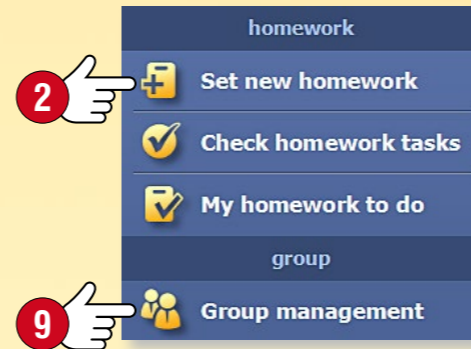 homework
2
Set new homework
Check homework tasks
My homework to do
group
9
Group management